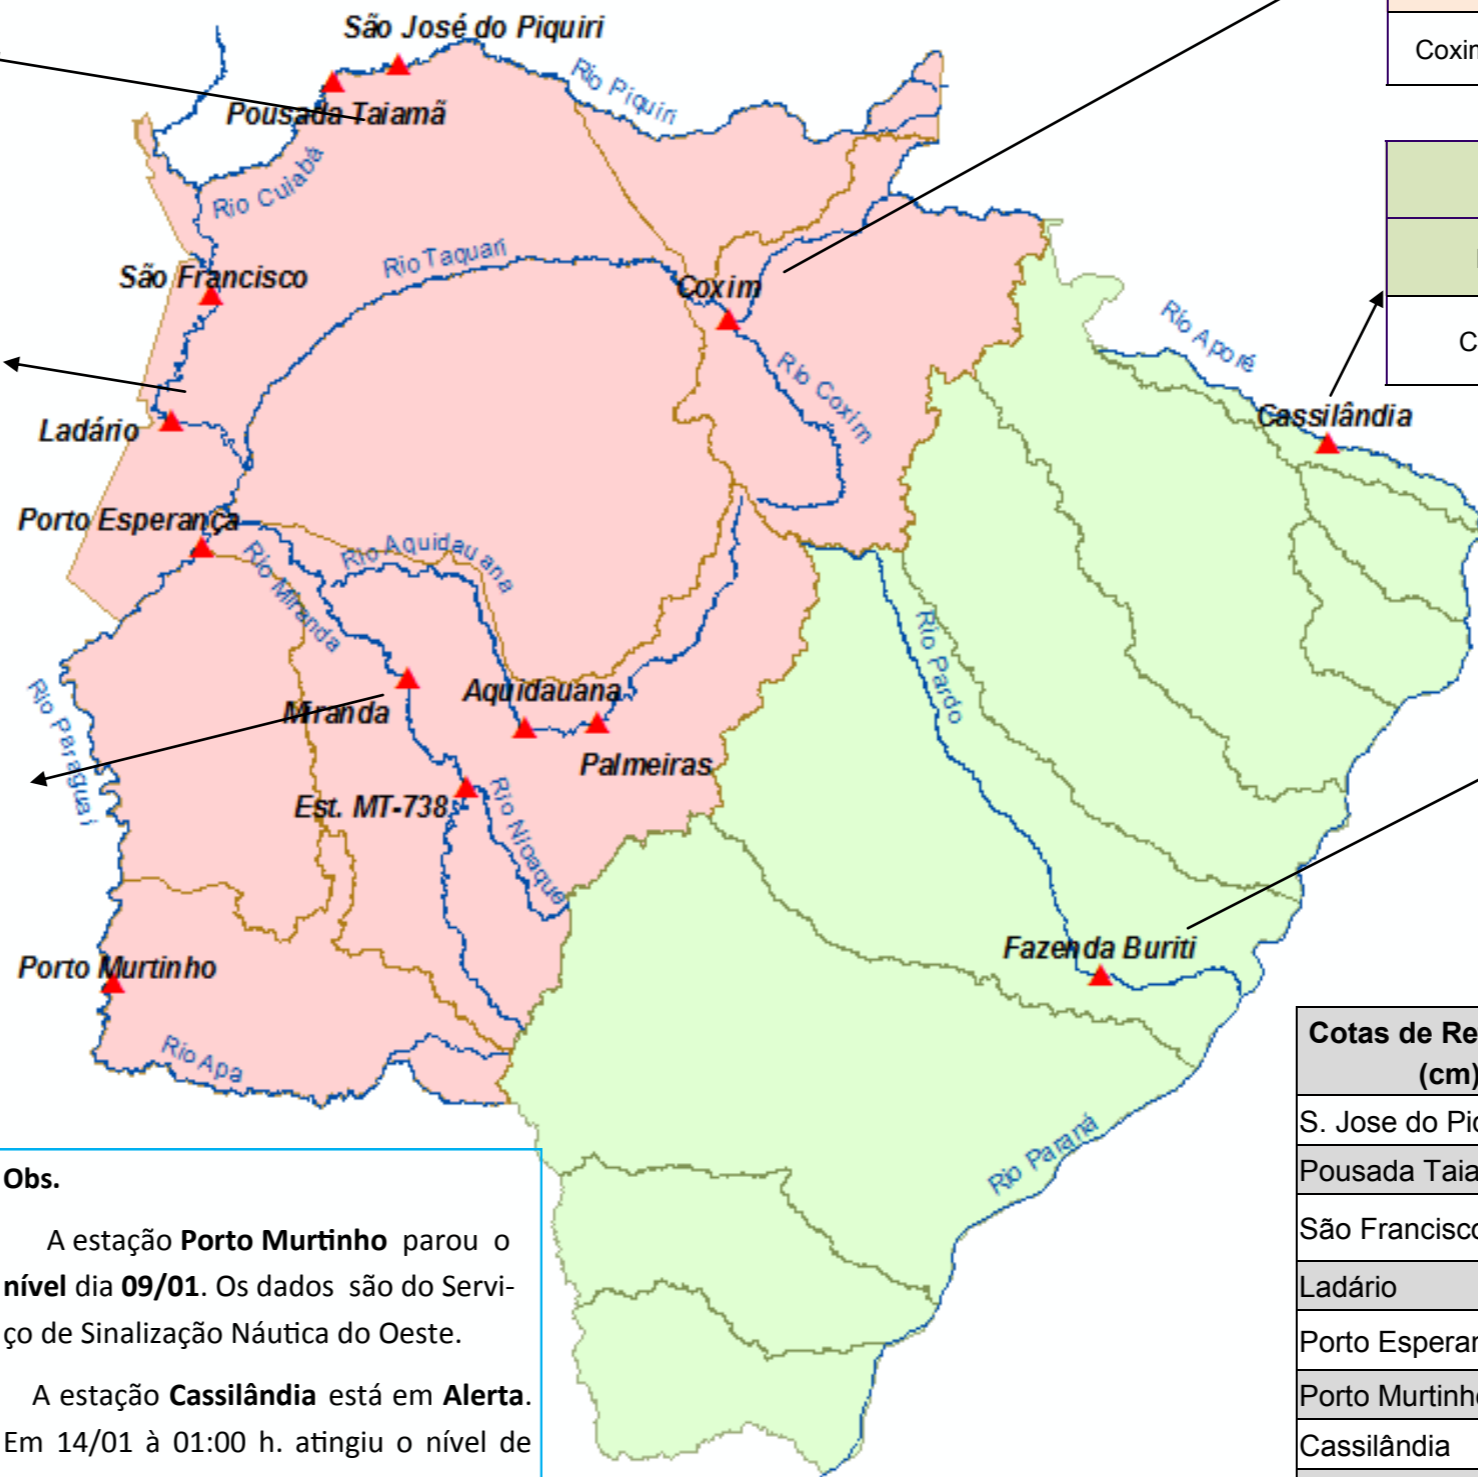 São José do Piquiri
Rio Piquiri
Coxim
Pousada Taiamã
Rio Cuiabá
São Francisco
Rio Taquari
Coxim
Rio Aporé
Cassilândia
C
Rio Coxim
Ladário
Porto Esperança
Rio Aquidauana
Rio Miranda
Rio Pardo
Rio Paraguai
Miranda
Aquidauana
Palmeiras
Est. MT-738
Rio Nioaque
Fazenda Buriti
Porto Murtinho
Rio Apa
Rio Paraná
Cotas de Re
(cm)
S. Jose do Pi
Pousada Taia
São Francisco
Ladário
Porto Esperan
Porto Murtinho
Cassilândia
Obs.
A estação Porto Murtinho parou o
nível dia 09/01. Os dados são do Servi-
ço de Sinalização Náutica do Oeste.
A estação Cassilândia está em Alerta.
Em 14/01 à 01:00 h. atingiu o nível de